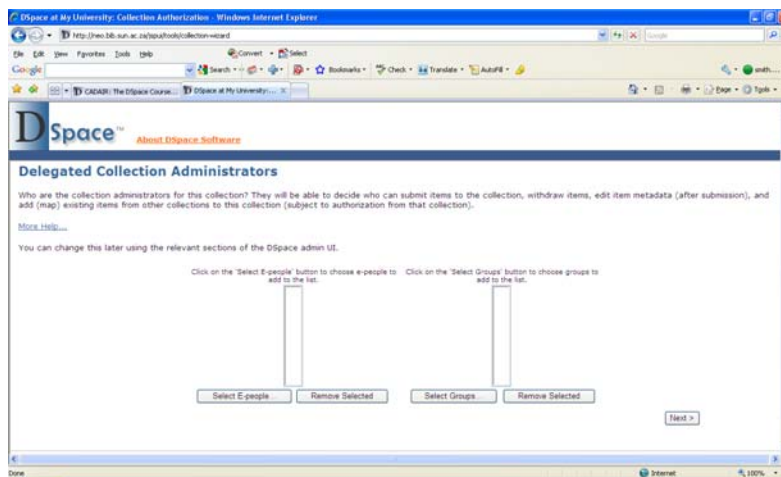 DSpace at My University: Collection Authorization - Windows Internet Explorer
http://neo.bib.sun.ac.za/jspui/tools/collection-wizard
Google
File Edit View Favorites Tools Help Convert Select
Google Search Bookmarks Check Translate AutoFill smith...
CADAIR: The DSpace Course... DSpace at My University:... X Page Tools
DSpace™ About DSpace Software
Delegated Collection Administrators
Who are the collection administrators for this collection? They will be able to decide who can submit items to the collection, withdraw items, edit item metadata (after submission), and
add (map) existing items from other collections to this collection (subject to authorization from that collection).
More Help...
You can change this later using the relevant sections of the DSpace admin UI.
Click on the 'Select E-people' button to choose e-people to
add to the list.
Click on the 'Select Groups' button to choose groups to
add to the list.
Select E-people... Remove Selected Select Groups... Remove Selected
Next >
Done Internet 100%